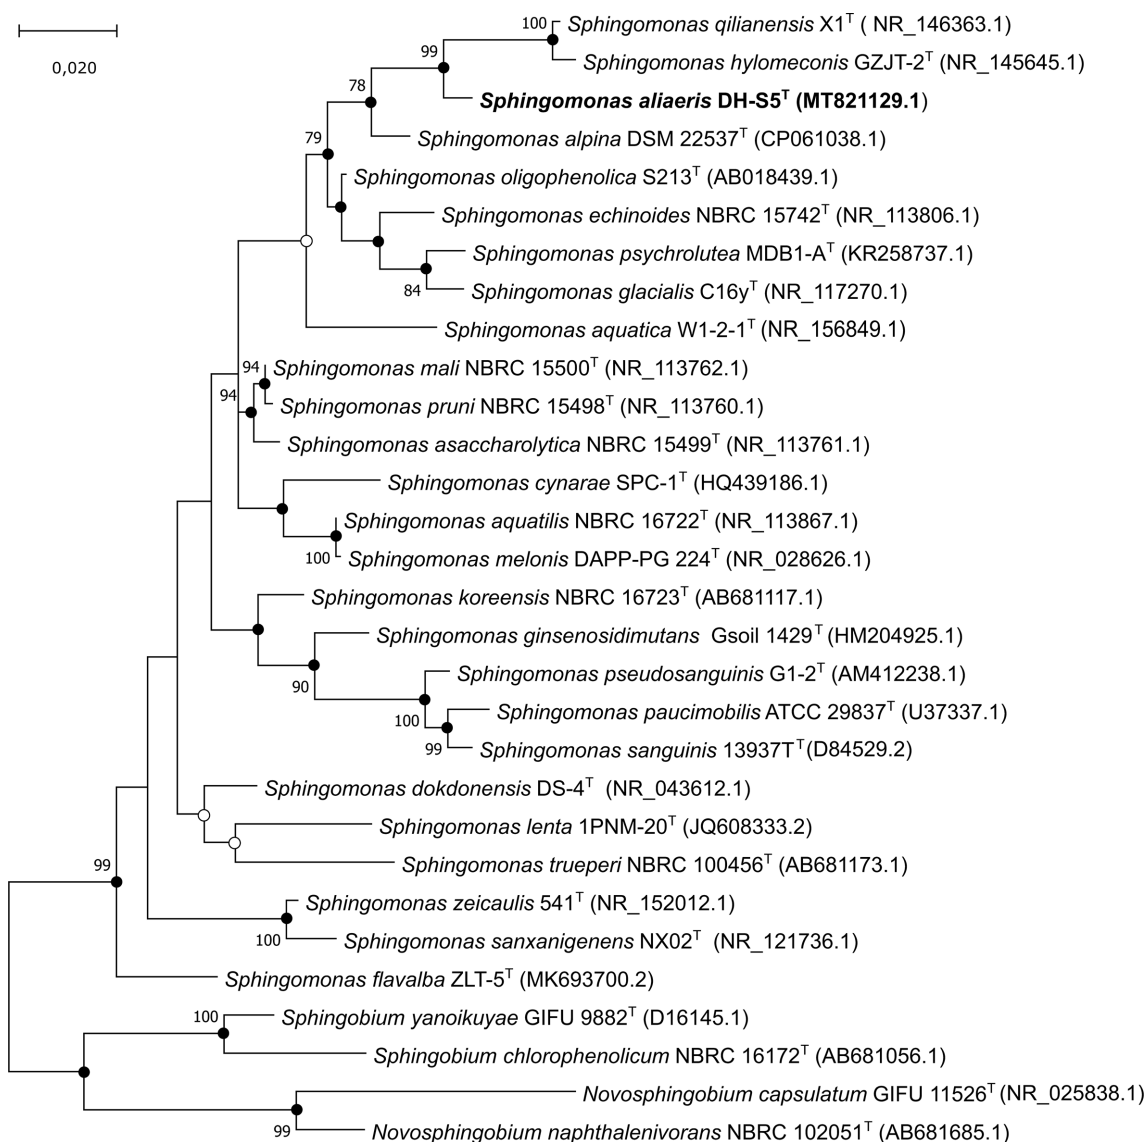 100 Sphingomonas qilianensis X1T ( NR_146363.1)
0,020
99 Sphingomonas hylomeconis GZJT-2T (NR_145645.1)
78 Sphingomonas aliaeris DH-S5T (MT821129.1)
79 Sphingomonas alpina DSM 22537T (CP061038.1)
Sphingomonas oligophenolica S213T (AB018439.1)
Sphingomonas echinoides NBRC 15742T (NR_113806.1)
Sphingomonas psychrolutea MDB1-AT (KR258737.1)
84 Sphingomonas glacialis C16yT (NR_117270.1)
Sphingomonas aquatica W1-2-1T (NR_156849.1)
94 Sphingomonas mali NBRC 15500T (NR_113762.1)
94 Sphingomonas pruni NBRC 15498T (NR_113760.1)
Sphingomonas asaccharolytica NBRC 15499T (NR_113761.1)
Sphingomonas cynarae SPC-1T (HQ439186.1)
Sphingomonas aquatilis NBRC 16722T (NR_113867.1)
100 Sphingomonas melonis DAPP-PG 224T (NR_028626.1)
Sphingomonas koreensis NBRC 16723T (AB681117.1)
Sphingomonas ginsenosidimutans Gsoil 1429T (HM204925.1)
90 Sphingomonas pseudosanguinis G1-2T (AM412238.1)
100 Sphingomonas paucimobilis ATCC 29837T (U37337.1)
99 Sphingomonas sanguinis 13937TT (D84529.2)
Sphingomonas dokdonensis DS-4T (NR_043612.1)
Sphingomonas lenta 1PNM-20T (JQ608333.2)
99 Sphingomonas trueperi NBRC 100456T (AB681173.1)
Sphingomonas zeicaulis 541T (NR_152012.1)
100 Sphingomonas sanxanigenens NX02T (NR_121736.1)
Sphingomonas flavalba ZLT-5T (MK693700.2)
100 Sphingobium yanoikuyae GIFU 9882T (D16145.1)
Sphingobium chlorophenolicum NBRC 16172T (AB681056.1)
Novosphingobium capsulatum GIFU 11526T (NR_025838.1)
99 Novosphingobium naphthalenivorans NBRC 102051T (AB681685.1)